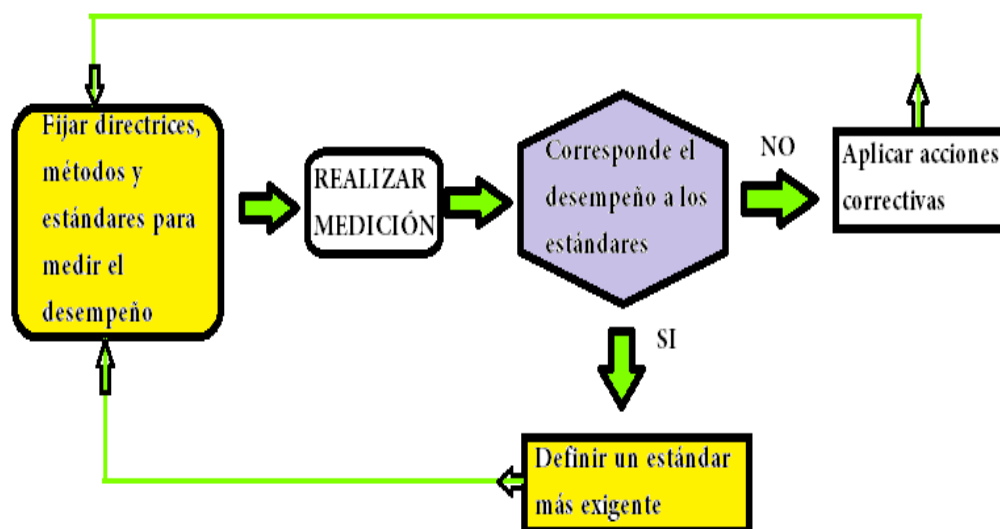 Fijar directrices,
métodos y
estándares para
medir el
desempeño
REALIZAR
MEDICIÓN
Corresponde el
desempeño a los
estándares
NO
Aplicar acciones
correctivas
SI
Definir un estándar
más exigente